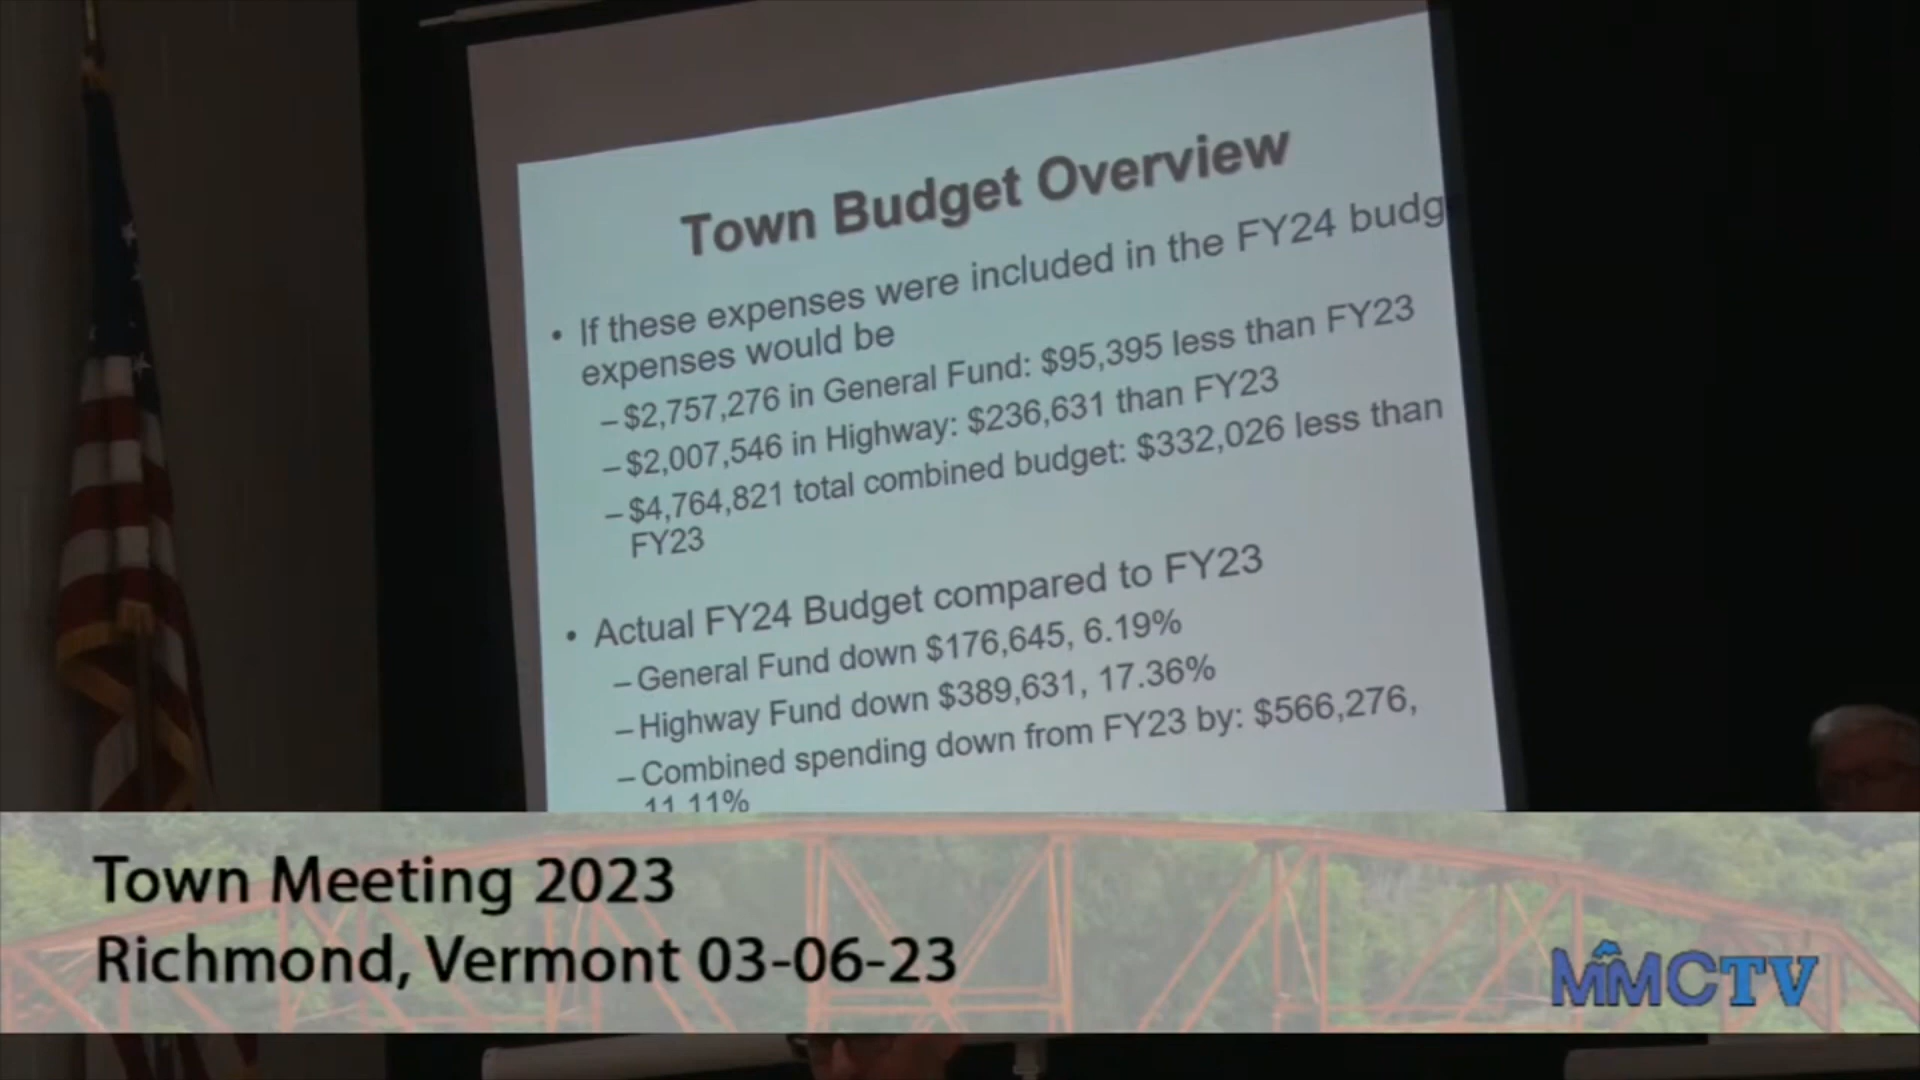 Town Budget Overview
• If these expenses were included in the FY24 budg
expenses would be
– $2,757,276 in General Fund: $95,395 less than FY23
– $2,007,546 in Highway: $236,631 than FY23
– $4,764,821 total combined budget: $332,026 less than
FY23
• Actual FY24 Budget compared to FY23
– General Fund down $176,645, 6.19%
– Highway Fund down $389,631, 17.36%
– Combined spending down from FY23 by: $566,276,
11.11%
Town Meeting 2023
Richmond, Vermont 03-06-23
MMCTV